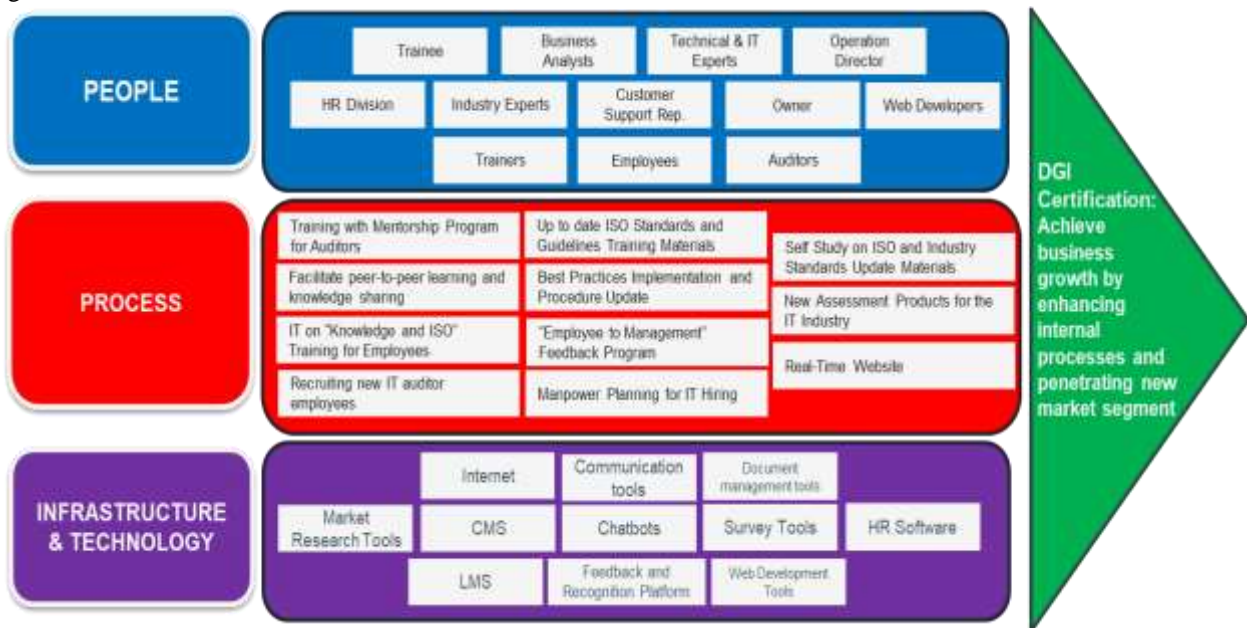 PEOPLE
Trainee
Business
Analysts
Technical & IT
Experts
Operation
Director
HR Division
Industry Experts
Customer
Support Rep.
Owner
Web Developers
Trainers
Employees
Auditors
PROCESS
Training with Mentorship Program
for Auditors
Facilitate peer-to-peer learning and
knowledge sharing
IT on "Knowledge and ISO"
Training for Employees
Recruiting new IT auditor
employees
Up to date ISO Standards and
Guidelines Training Materials
Best Practices Implementation and
Procedure Update
"Employee to Management"
Feedback Program
Manpower Planning for IT Hiring
Self Study on ISO and Industry
Standards Update Materials
New Assessment Products for the
IT Industry
Real-Time Website
INFRASTRUCTURE
& TECHNOLOGY
Internet
Communication
tools
Document
management tools
Market
Research Tools
CMS
Chatbots
Survey Tools
HR Software
LMS
Feedback and
Recognition Platform
Web Development
Tools
DGI
Certification:
Achieve
business
growth by
enhancing
internal
processes and
penetrating new
market segment